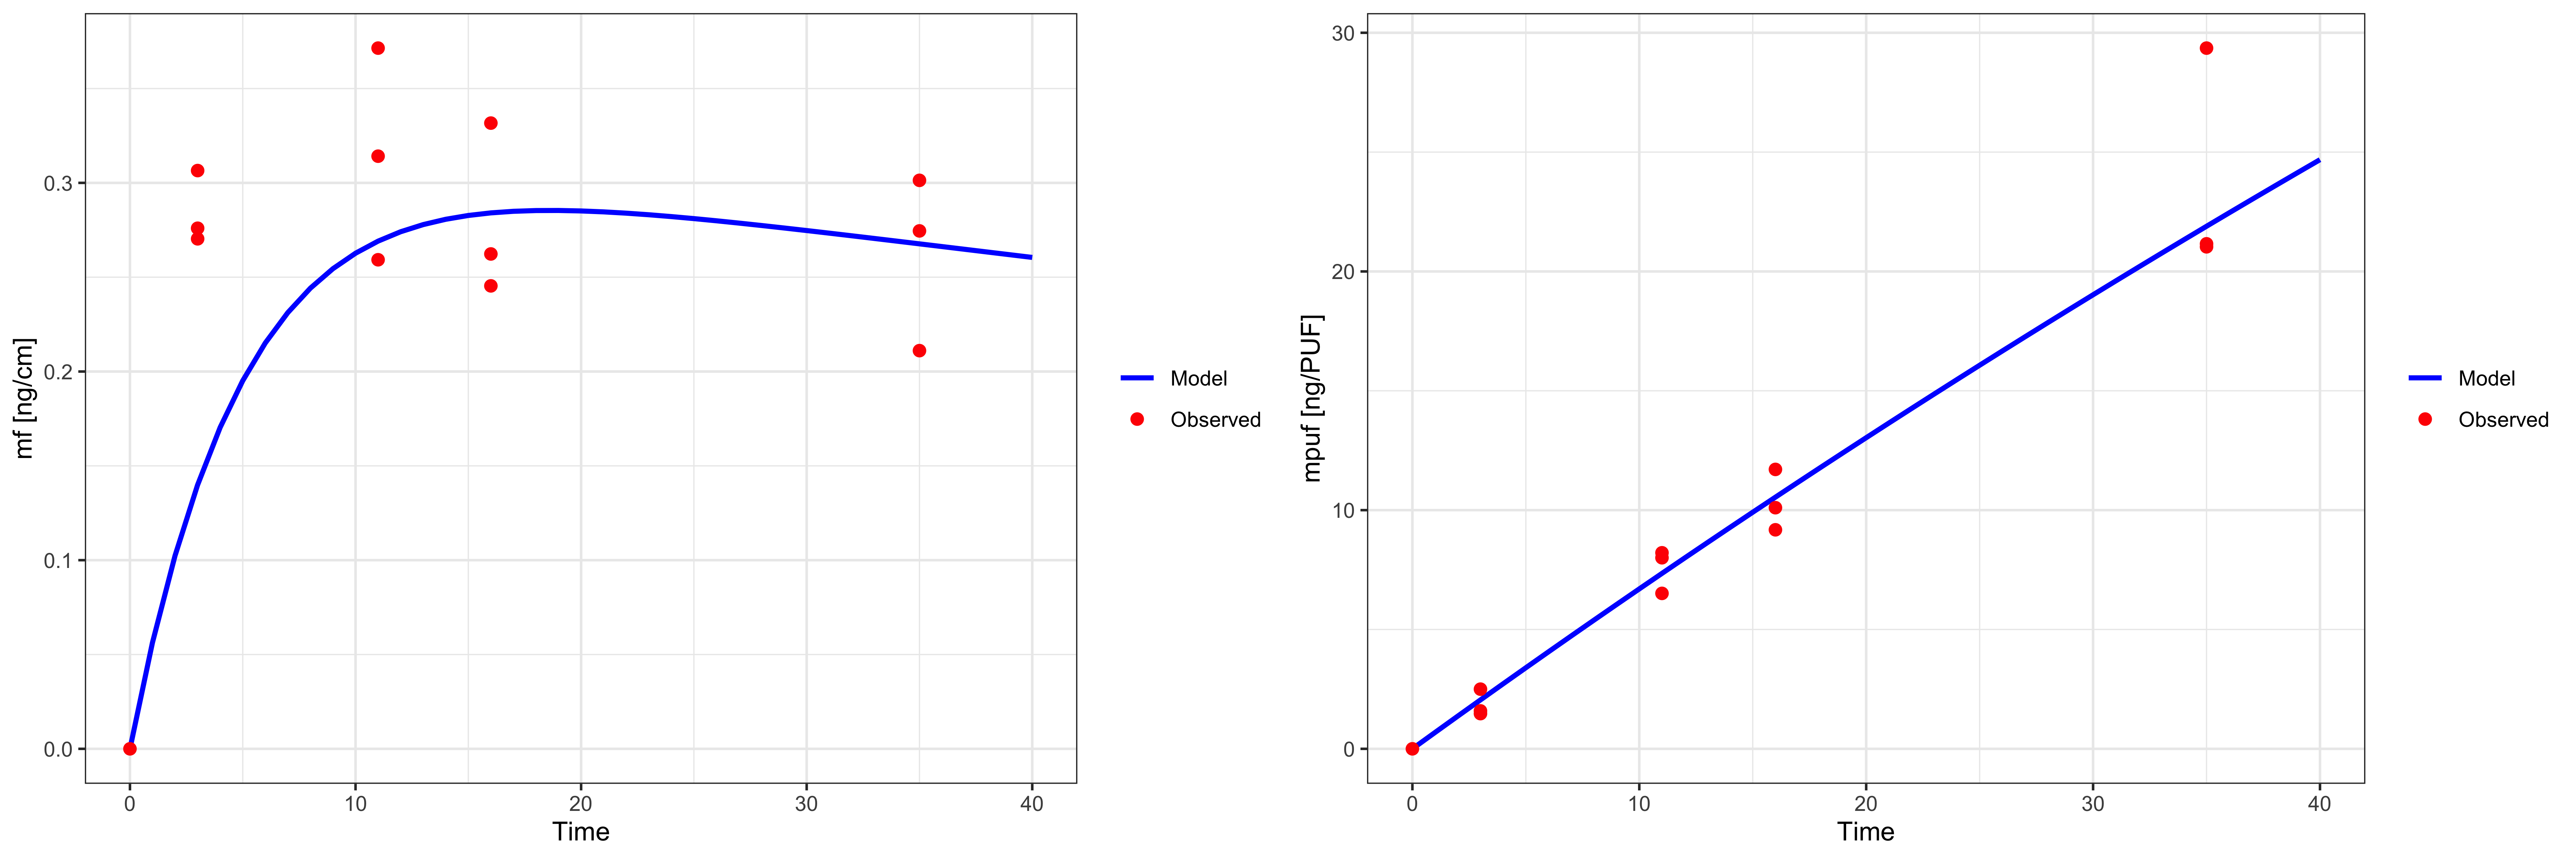 mf [ng/cm]
0.3
0.2
0.1
0.0
0 10 20 30 40
Time
Model
Observed
mpuf [ng/PUF]
30
20
10
0
0 10 20 30 40
Time
Model
Observed